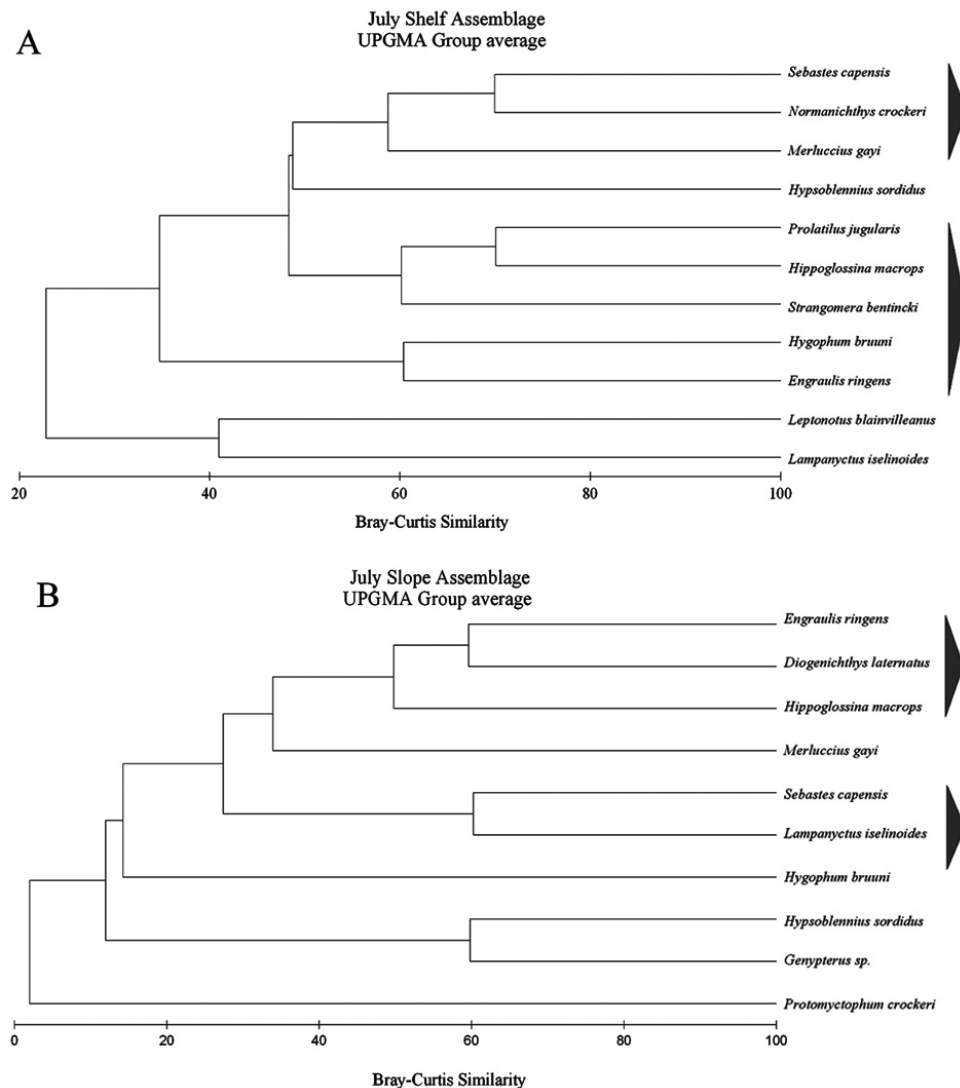 A
July Shelf Assemblage
UPGMA Group average
Sebastes capensis
Normanichthys crockeri
Merluccius gayi
Hypsoblennius sordidus
Prolatilus jugularis
Hippoglossina macrops
Strangomera bentincki
Hygophum bruuni
Engraulis ringens
Leptonotus blainvilleanus
Lampanyctus iselinoides
20 40 60 80 100
Bray-Curtis Similarity
B
July Slope Assemblage
UPGMA Group average
Engraulis ringens
Diogenichthys laternatus
Hippoglossina macrops
Merluccius gayi
Sebastes capensis
Lampanyctus iselinoides
Hygophum bruuni
Hypsoblennius sordidus
Genypterus sp.
Protomyctophum crockeri
0 20 40 60 80 100
Bray-Curtis Similarity